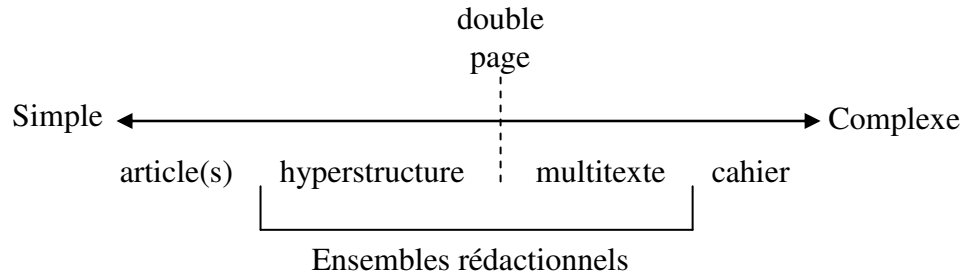 double
page
Simple Complexe
article(s) hyperstructure multitexte cahier
Ensembles rédactionnels